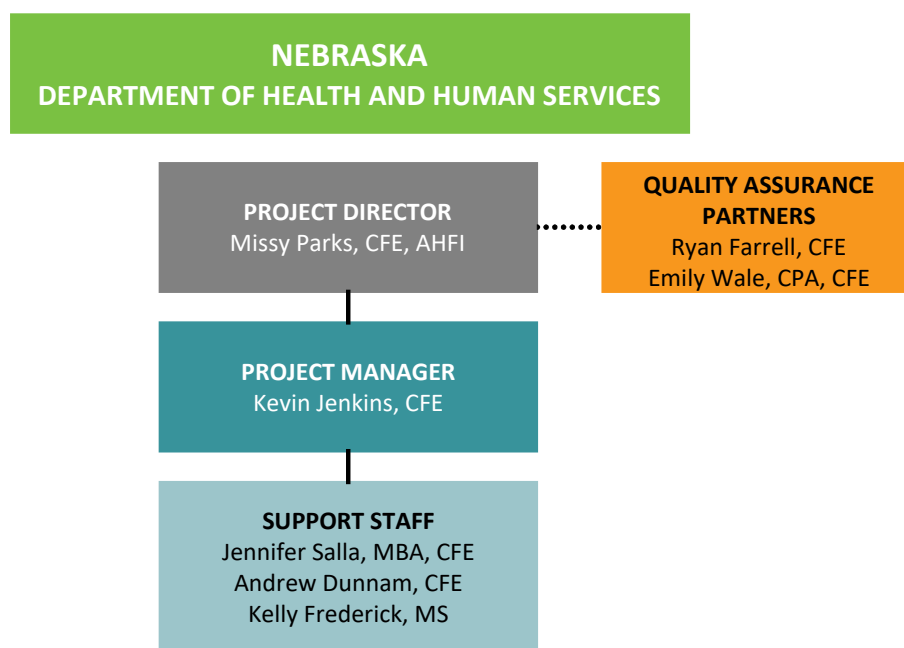 NEBRASKA
DEPARTMENT OF HEALTH AND HUMAN SERVICES
PROJECT DIRECTOR
Missy Parks, CFE, AHFI
QUALITY ASSURANCE
PARTNERS
Ryan Farrell, CFE
Emily Wale, CPA, CFE
PROJECT MANAGER
Kevin Jenkins, CFE
SUPPORT STAFF
Jennifer Salla, MBA, CFE
Andrew Dunnam, CFE
Kelly Frederick, MS